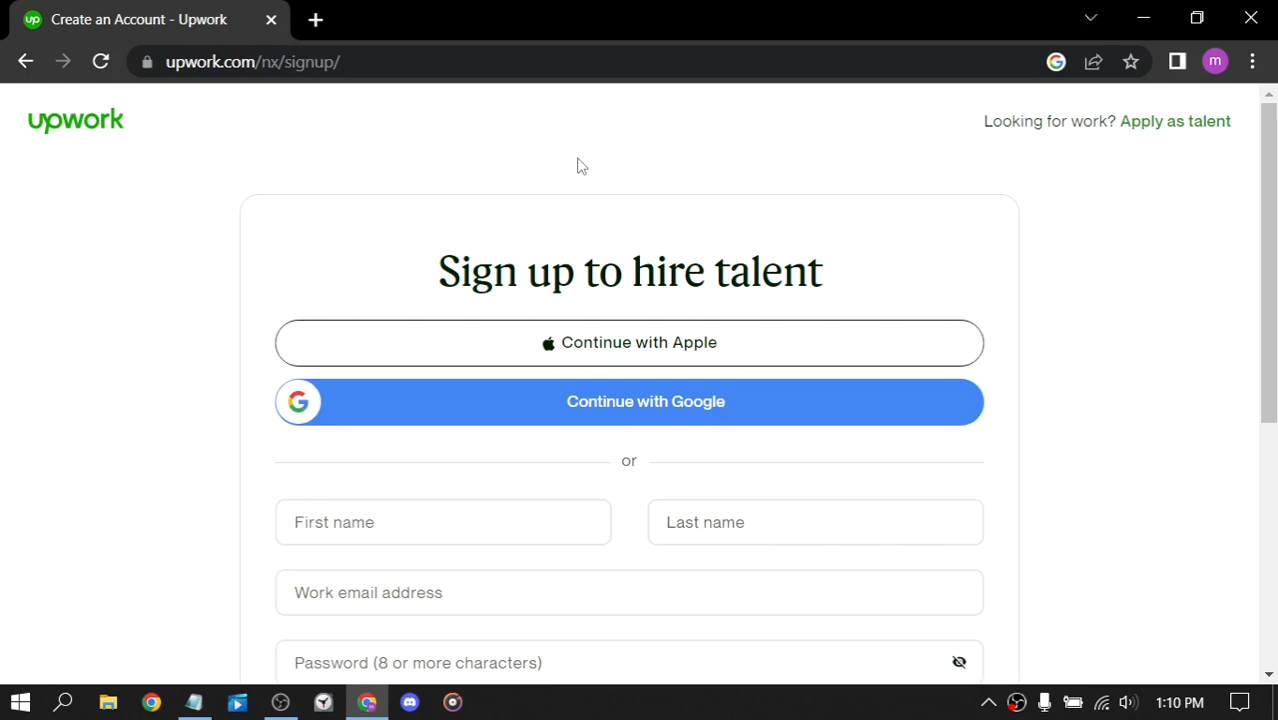 up Create an Account - Upwork
upwork.com/nx/signup/
m
upwork
Looking for work? Apply as talent
Sign up to hire talent
Continue with Apple
G Continue with Google
or
First name
Last name
Work email address
Password (8 or more characters)
1:10 PM